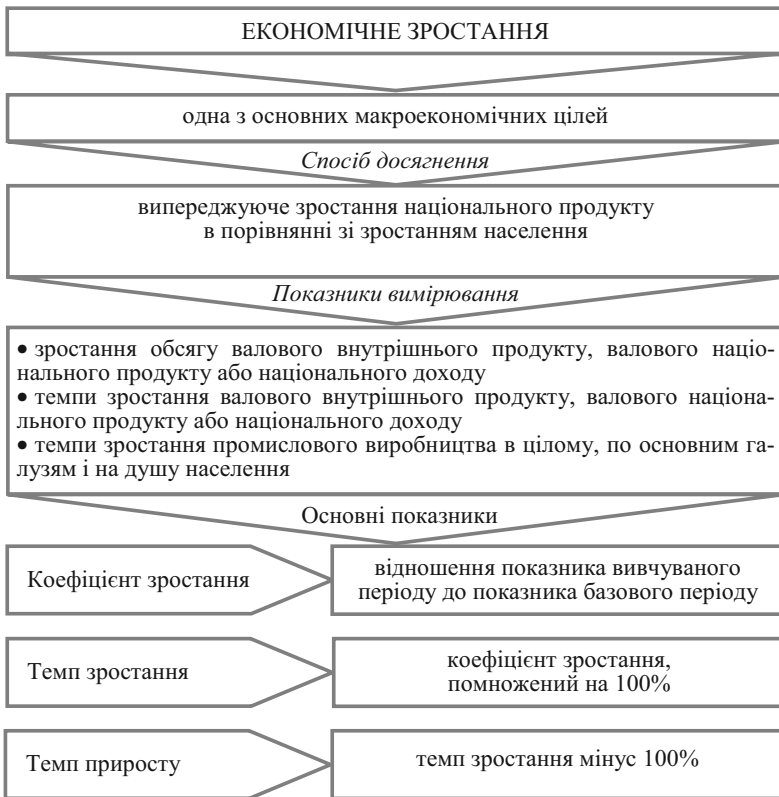 ЕКОНОМІЧНЕ ЗРОСТАННЯ
одна з основних макроекономічних цілей
Спосіб досягнення
випереджуюче зростання національного продукту
в порівнянні зі зростанням населення
Показники вимірювання
• зростання обсягу валового внутрішнього продукту, валового націо-
нального продукту або національного доходу
• темпи зростання валового внутрішнього продукту, валового націона-
льного продукту або національного доходу
• темпи зростання промислового виробництва в цілому, по основним га-
лузям і на душу населення
Основні показники
Коефіцієнт зростання
відношення показника вивчуваного
періоду до показника базового періоду
Темп зростання
коефіцієнт зростання,
помножений на 100%
Темп приросту
темп зростання мінус 100%